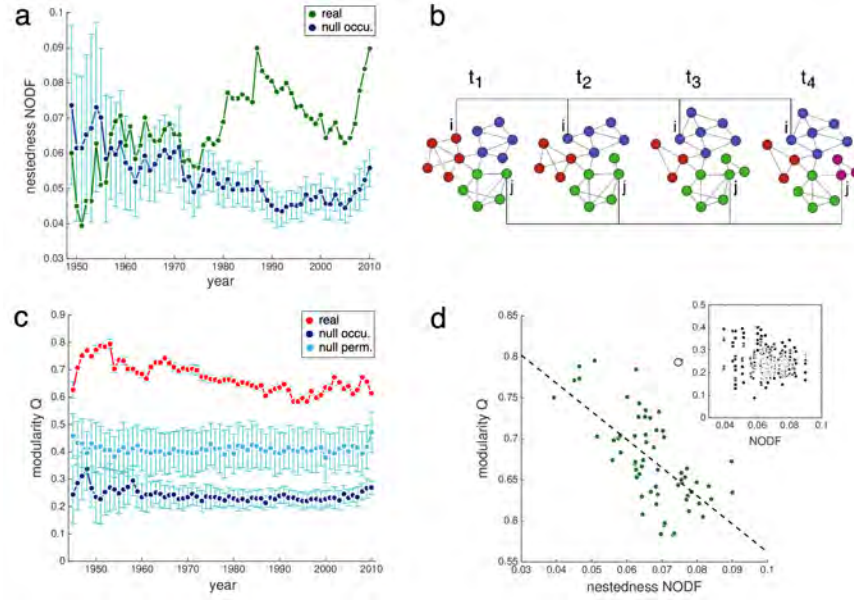 a
real
null occu.
0.1
0.09
0.08
0.07
0.06
0.05
0.04
0.03
nestedness NODF
1950 1960 1970 1980 1990 2000 2010
year
b
t1 t2 t3 t4
i i i i
j j j j
c
real
null occu.
null perm.
0.9
0.8
0.7
0.6
0.5
0.4
0.3
0.2
0.1
0
modularity Q
1950 1960 1970 1980 1990 2000 2010
year
d
0.85
0.8
0.75
0.7
0.65
0.6
0.55
modularity Q
0.03 0.04 0.05 0.06 0.07 0.08 0.09 0.1
nestedness NODF
0.5
0.4
0.3
0.2
0.1
0
Q
0.04 0.06 0.08 0.1
NODF